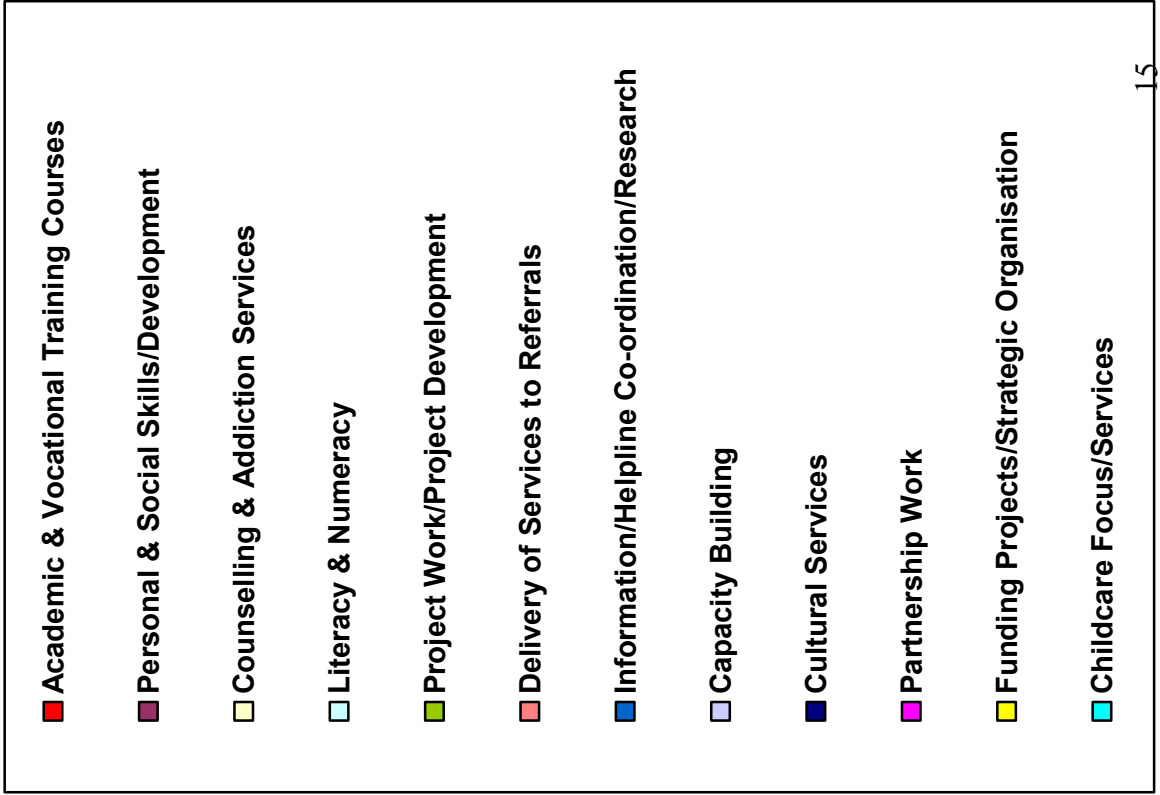 Academic & Vocational Training Courses
Personal & Social Skills/Development
Counselling & Addiction Services
Literacy & Numeracy
Project Work/Project Development
Delivery of Services to Referrals
Information/Helpline Co-ordination/Research
Capacity Building
Cultural Services
Partnership Work
Funding Projects/Strategic Organisation
Childcare Focus/Services
15